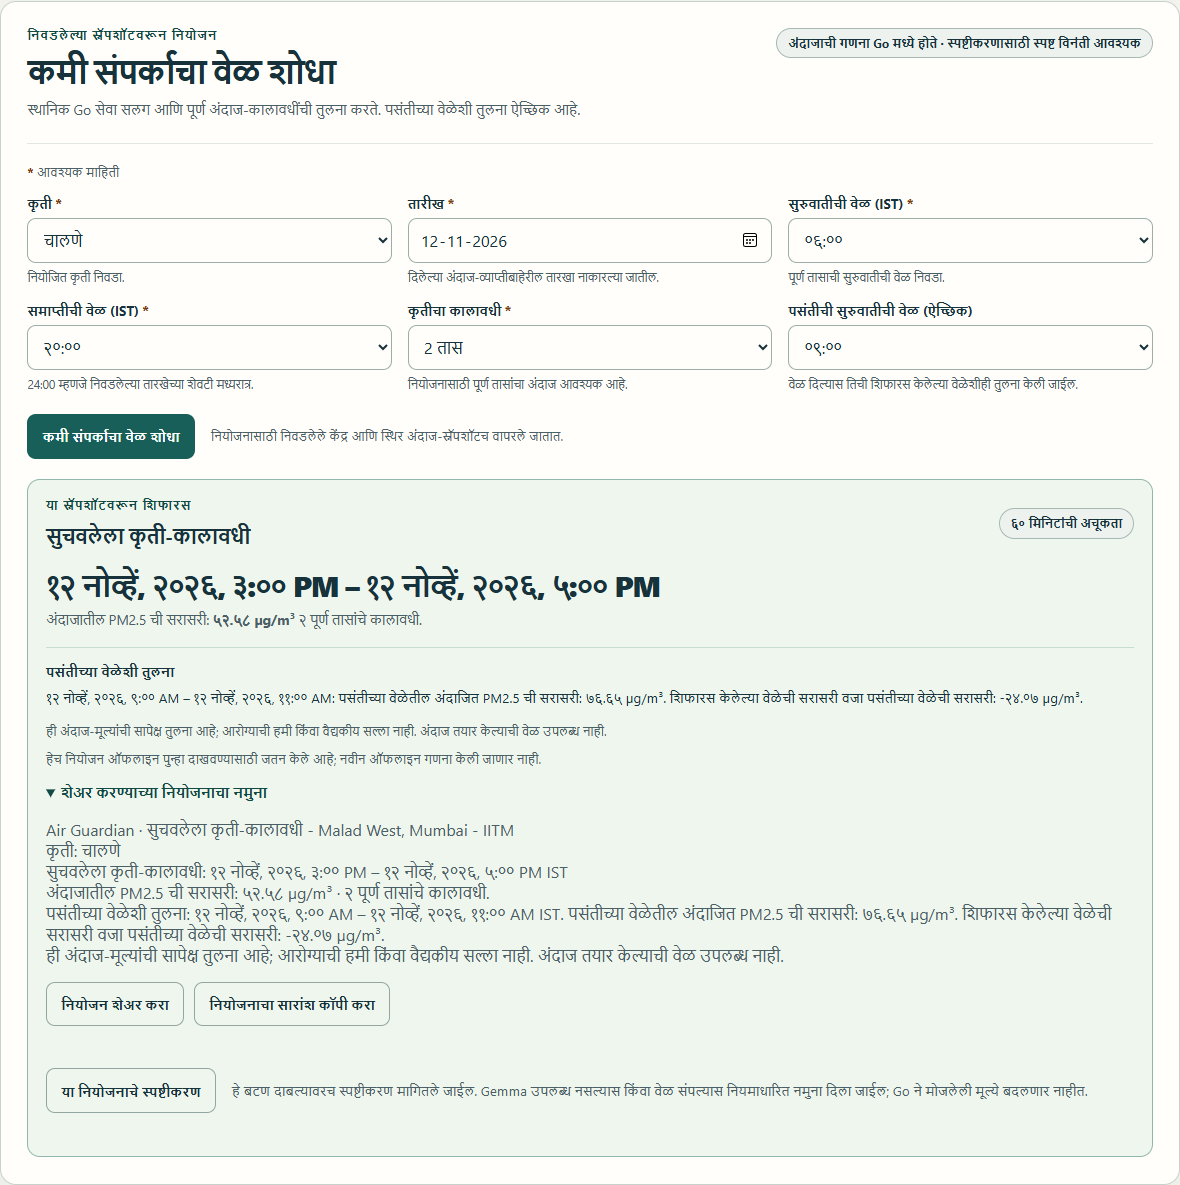 निवडलेल्या स्नॅपशॉटवरून नियोजन
अंदाजाची गणना Go मध्ये होते · स्पष्टीकरणासाठी स्पष्ट विनंती आवश्यक
कमी संपर्काचा वेळ शोधा
स्थानिक Go सेवा सलग आणि पूर्ण अंदाज-कालावधींची तुलना करते. पसंतीच्या वेळेशी तुलना ऐच्छिक आहे.
* आवश्यक माहिती
कृती *
तारीख *
सुरुवातीची वेळ (IST) *
चालणे
12-11-2026
०६:००
नियोजित कृती निवडा.
दिलेल्या अंदाज-व्याप्तीबाहेरील तारखा नाकारल्या जातील.
पूर्ण तासाची सुरुवातीची वेळ निवडा.
समाप्तीची वेळ (IST) *
कृतीचा कालावधी *
पसंतीची सुरुवातीची वेळ (ऐच्छिक)
२०:००
2 तास
०९:००
24:00 म्हणजे निवडलेल्या तारखेच्या शेवटी मध्यरात्र.
नियोजनासाठी पूर्ण तासांचा अंदाज आवश्यक आहे.
वेळ दिल्यास तिची शिफारस केलेल्या वेळेशीही तुलना केली जाईल.
कमी संपर्काचा वेळ शोधा
नियोजनासाठी निवडलेले केंद्र आणि स्थिर अंदाज-स्नॅपशॉटच वापरले जातात.
या स्नॅपशॉटवरून शिफारस
सुचवलेला कृती-कालावधी
६० मिनिटांची अचूकता
१२ नोव्हें, २०२६, ३:०० PM – १२ नोव्हें, २०२६, ५:०० PM
अंदाजातील PM2.5 ची सरासरी: ५२.५८ µg/m³ २ पूर्ण तासांचे कालावधी.
पसंतीच्या वेळेशी तुलना
१२ नोव्हें, २०२६, ९:०० AM – १२ नोव्हें, २०२६, ११:०० AM: पसंतीच्या वेळेतील अंदाजित PM2.5 ची सरासरी: ७६.६५ µg/m³. शिफारस केलेल्या वेळेची सरासरी वजा पसंतीच्या वेळेची सरासरी: -२४.०७ µg/m³.
ही अंदाज-मूल्यांची सापेक्ष तुलना आहे; आरोग्याची हमी किंवा वैद्यकीय सल्ला नाही. अंदाज तयार केल्याची वेळ उपलब्ध नाही.
हेच नियोजन ऑफलाइन पुन्हा दाखवण्यासाठी जतन केले आहे; नवीन ऑफलाइन गणना केली जाणार नाही.
▼ शेअर करण्याच्या नियोजनाचा नमुना
Air Guardian · सुचवलेला कृती-कालावधी - Malad West, Mumbai - IITM
कृती: चालणे
सुचवलेला कृती-कालावधी: १२ नोव्हें, २०२६, ३:०० PM – १२ नोव्हें, २०२६, ५:०० PM IST
अंदाजातील PM2.5 ची सरासरी: ५२.५८ µg/m³ · २ पूर्ण तासांचे कालावधी.
पसंतीच्या वेळेशी तुलना: १२ नोव्हें, २०२६, ९:०० AM – १२ नोव्हें, २०२६, ११:०० AM IST. पसंतीच्या वेळेतील अंदाजित PM2.5 ची सरासरी: ७६.६५ µg/m³. शिफारस केलेल्या वेळेची
सरासरी वजा पसंतीच्या वेळेची सरासरी: -२४.०७ µg/m³.
ही अंदाज-मूल्यांची सापेक्ष तुलना आहे; आरोग्याची हमी किंवा वैद्यकीय सल्ला नाही. अंदाज तयार केल्याची वेळ उपलब्ध नाही.
नियोजन शेअर करा
नियोजनाचा सारांश कॉपी करा
या नियोजनाचे स्पष्टीकरण
हे बटण दाबल्यावरच स्पष्टीकरण मागितले जाईल. Gemma उपलब्ध नसल्यास किंवा वेळ संपल्यास नियमाधारित नमुना दिला जाईल; Go ने मोजलेली मूल्ये बदलणार नाहीत.